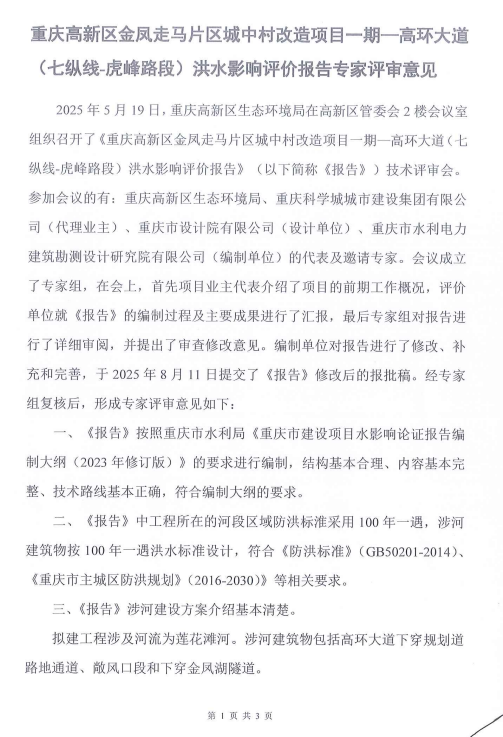 重庆高新区金凤走马片区城中村改造项目一期—高环大道
（七纵线-虎峰路段）洪水影响评价报告专家评审意见
2025 年 5 月 19 日，重庆高新区生态环境局在高新区管委会 2 楼会议室
组织召开了《重庆高新区金凤走马片区城中村改造项目一期—高环大道（七
纵线-虎峰路段）洪水影响评价报告》（以下简称《报告》）技术评审会。
参加会议的有：重庆高新区生态环境局、重庆科学城城市建设集团有限公
司（代理业主）、重庆市设计院有限公司（设计单位）、重庆市水利电力
建筑勘测设计研究院有限公司（编制单位）的代表及邀请专家。会议成立
了专家组，在会上，首先项目业主代表介绍了项目的前期工作概况，评价
单位就《报告》的编制过程及主要成果进行了汇报，最后专家组对报告进
行了详细审阅，并提出了审查修改意见。编制单位对报告进行了修改、补
充和完善，于 2025 年 8 月 11 日提交了《报告》修改后的报批稿。经专家
组复核后，形成专家评审意见如下：
一、《报告》按照重庆市水利局《重庆市建设项目水影响论证报告编
制大纲（2023 年修订版）》的要求进行编制，结构基本合理、内容基本完
整、技术路线基本正确，符合编制大纲的要求。
二、《报告》中工程所在的河段区域防洪标准采用 100 年一遇，涉河
建筑物按 100 年一遇洪水标准设计，符合《防洪标准》（GB50201-2014）、
《重庆市主城区防洪规划》（2016-2030）》等相关要求。
三、《报告》涉河建设方案介绍基本清楚。
拟建工程涉及河流为莲花滩河。涉河建筑物包括高环大道下穿规划道
路地通道、敞风口段和下穿金凤湖隧道。
第 1 页 共 3 页